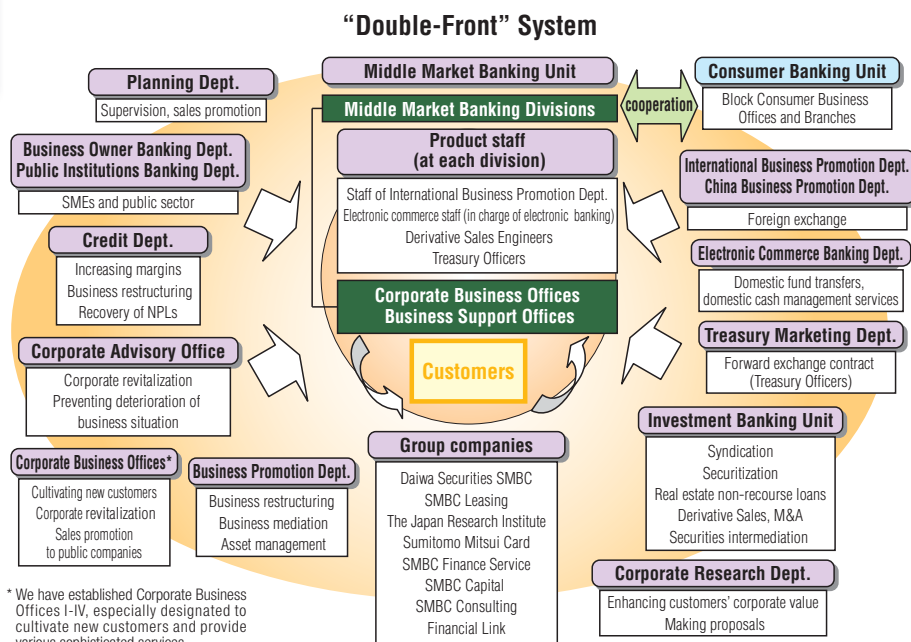 “Double-Front” System
Planning Dept.
Supervision, sales promotion
Business Owner Banking Dept.
Public Institutions Banking Dept.
SMEs and public sector
Credit Dept.
Increasing margins
Business restructuring
Recovery of NPLs
Corporate Advisory Office
Corporate revitalization
Preventing deterioration of
business situation
Corporate Business Offices*
Cultivating new customers
Corporate revitalization
Sales promotion
to public companies
Business Promotion Dept.
Business restructuring
Business mediation
Asset management
* We have established Corporate Business
Offices I-IV, especially designated to
cultivate new customers and provide
various sophisticated services
Middle Market Banking Unit
Middle Market Banking Divisions
Product staff
(at each division)
Staff of International Business Promotion Dept.
Electronic commerce staff (in charge of electronic banking)
Derivative Sales Engineers
Treasury Officers
Corporate Business Offices
Business Support Offices
Customers
Group companies
Daiwa Securities SMBC
SMBC Leasing
The Japan Research Institute
Sumitomo Mitsui Card
SMBC Finance Service
SMBC Capital
SMBC Consulting
Financial Link
cooperation
Consumer Banking Unit
Block Consumer Business
Offices and Branches
International Business Promotion Dept.
China Business Promotion Dept.
Foreign exchange
Electronic Commerce Banking Dept.
Domestic fund transfers,
domestic cash management services
Treasury Marketing Dept.
Forward exchange contract
(Treasury Officers)
Investment Banking Unit
Syndication
Securitization
Real estate non-recourse loans
Derivative Sales, M&A
Securities intermediation
Corporate Research Dept.
Enhancing customers’ corporate value
Making proposals